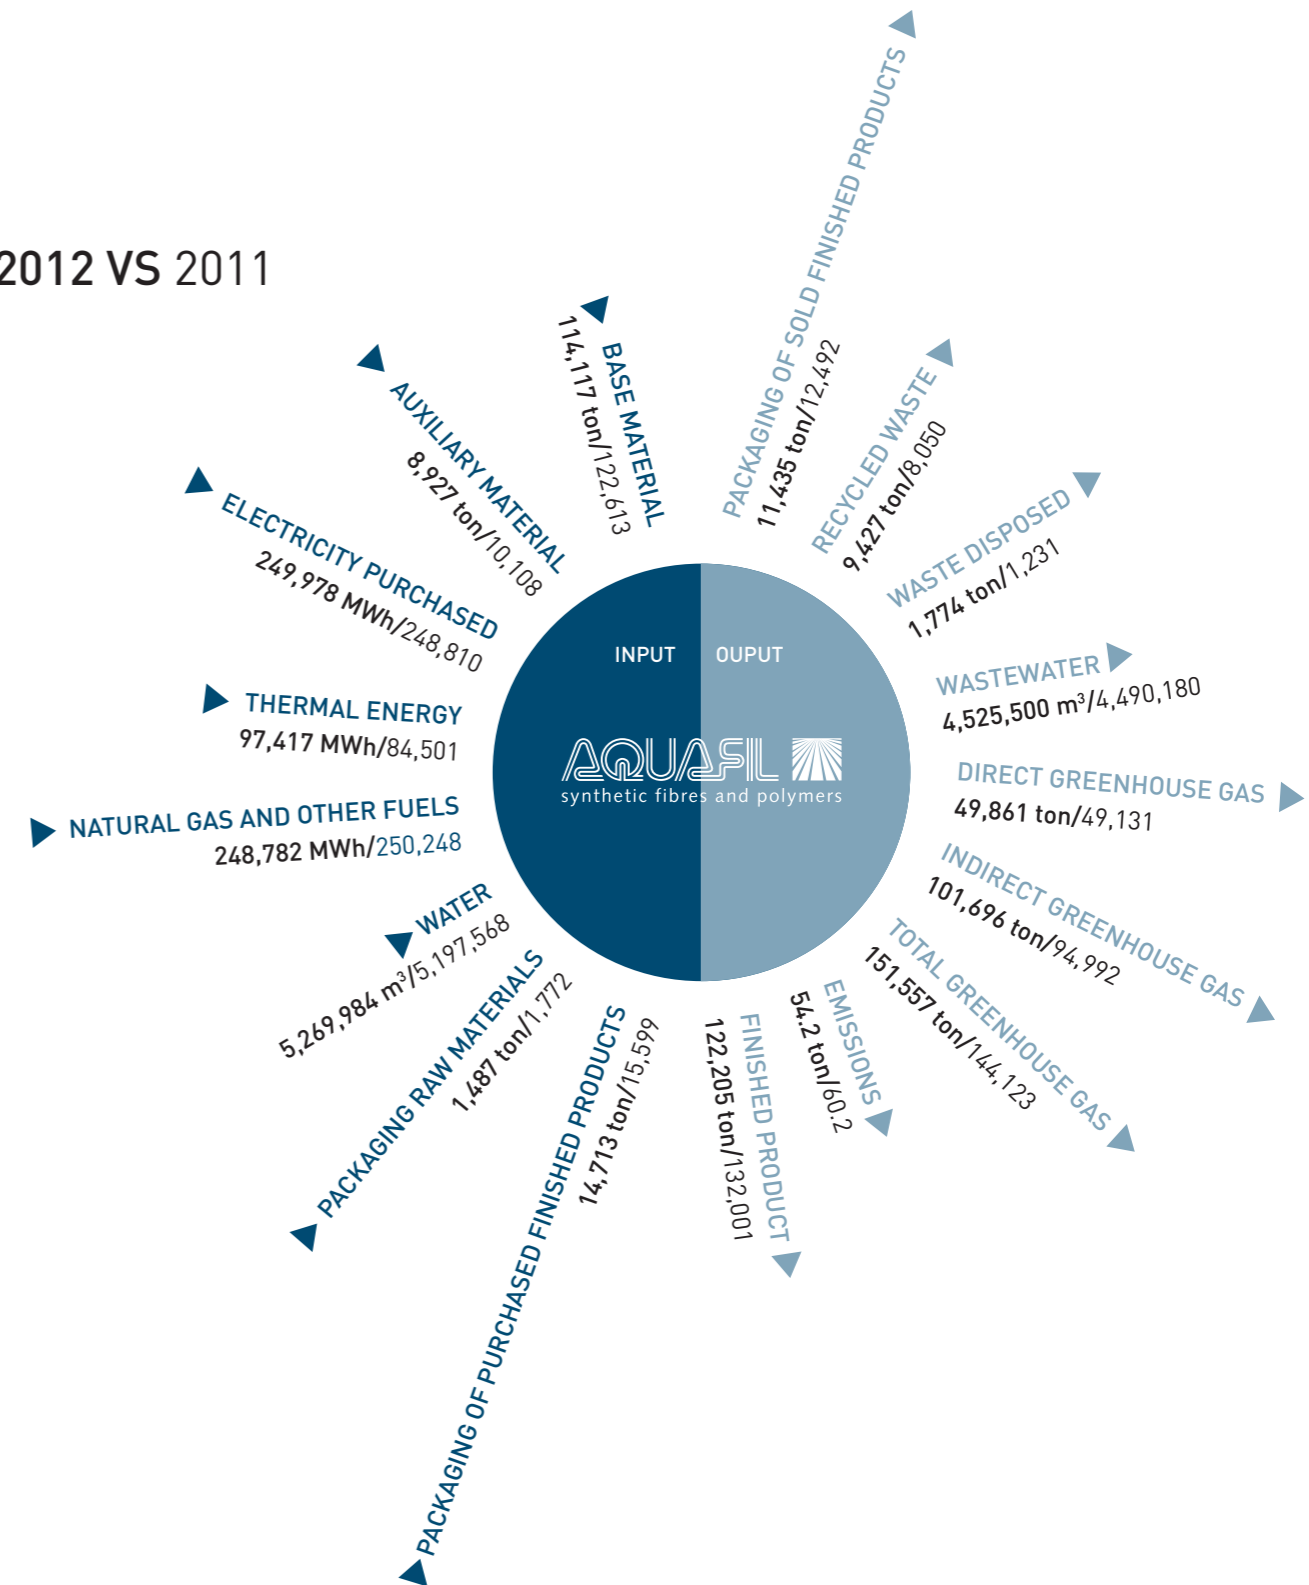 2012 VS 2011
BASE MATERIAL
114,117 ton/122,613
AUXILIARY MATERIAL
8,927 ton/10,108
ELECTRICITY PURCHASED
249,978 MWh/248,810
THERMAL ENERGY
97,417 MWh/84,501
NATURAL GAS AND OTHER FUELS
248,782 MWh/250,248
WATER
5,269,984 m³/5,197,568
PACKAGING RAW MATERIALS
1,487 ton/1,772
PACKAGING OF PURCHASED FINISHED PRODUCTS
14,713 ton/15,599
INPUT
OUPUT
AQUAFIL
synthetic fibres and polymers
PACKAGING OF SOLD FINISHED PRODUCTS
11,435 ton/12,492
RECYCLED WASTE
9,427 ton/8,050
WASTE DISPOSED
1,774 ton/1,231
WASTEWATER
4,525,500 m³/4,490,180
DIRECT GREENHOUSE GAS
49,861 ton/49,131
INDIRECT GREENHOUSE GAS
101,696 ton/94,992
TOTAL GREENHOUSE GAS
151,557 ton/144,123
EMISSIONS
54.2 ton/60.2
FINISHED PRODUCT
122,205 ton/132,001